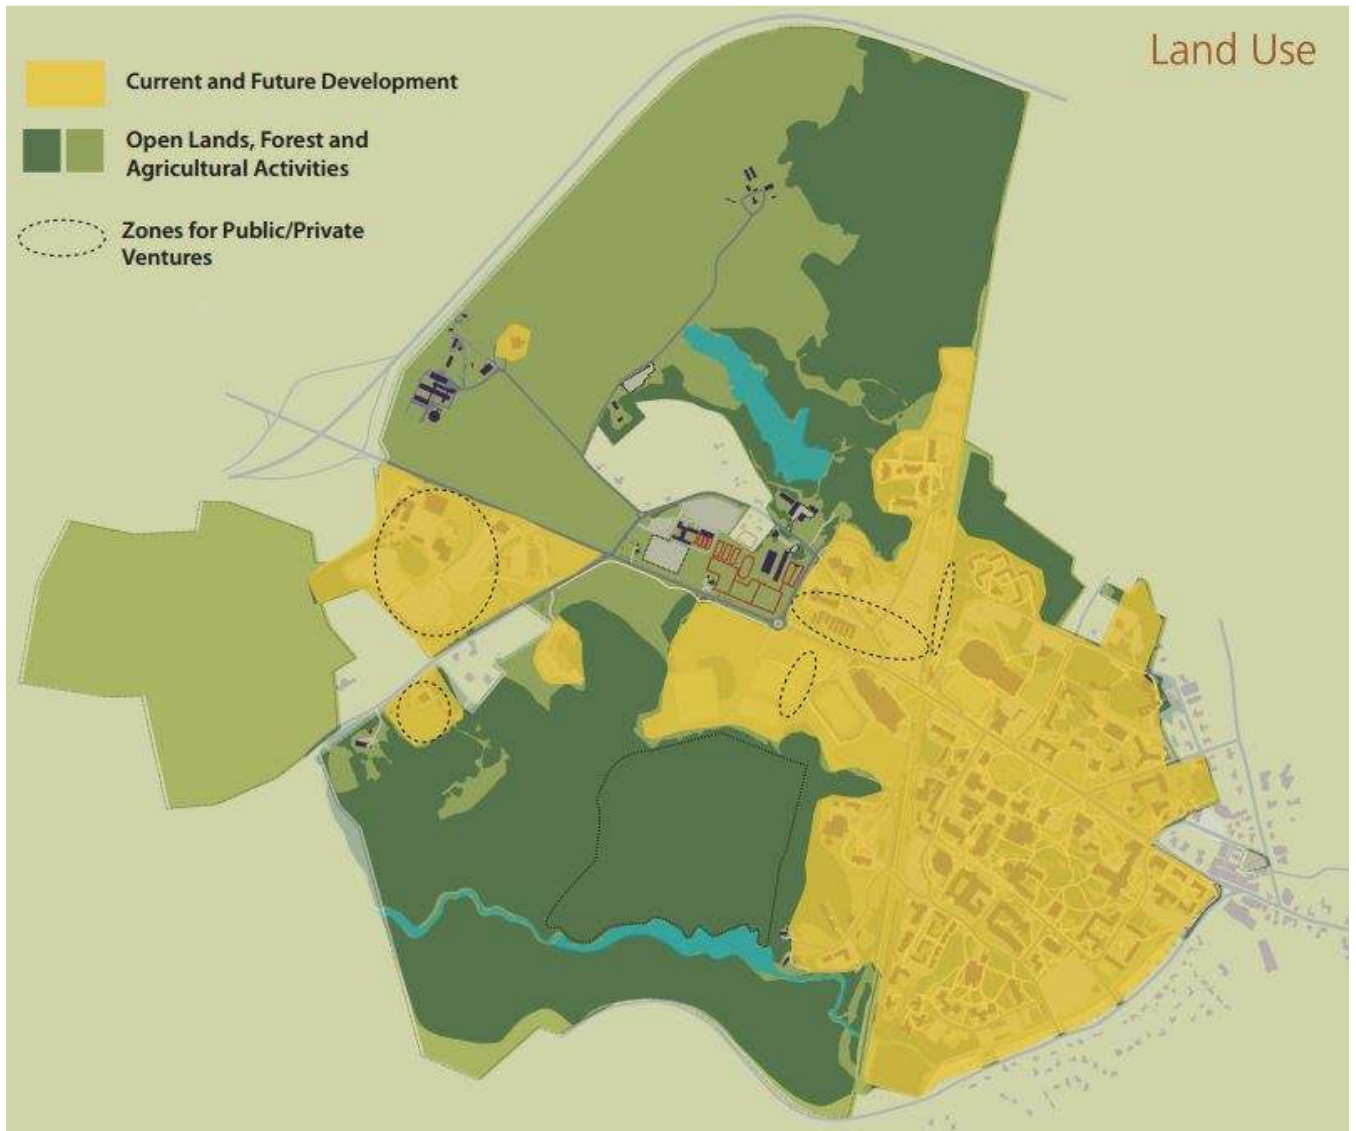 Land Use
Current and Future Development
Open Lands, Forest and
Agricultural Activities
Zones for Public/Private
Ventures